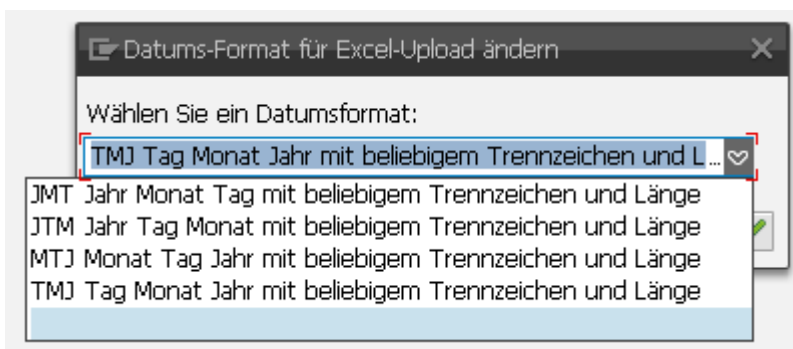 Datums-Format für Excel-Upload ändern
Wählen Sie ein Datumsformat:
TMJ Tag Monat Jahr mit beliebigem Trennzeichen und L...
JMT Jahr Monat Tag mit beliebigem Trennzeichen und Länge
JTM Jahr Tag Monat mit beliebigem Trennzeichen und Länge
MTJ Monat Tag Jahr mit beliebigem Trennzeichen und Länge
TMJ Tag Monat Jahr mit beliebigem Trennzeichen und Länge